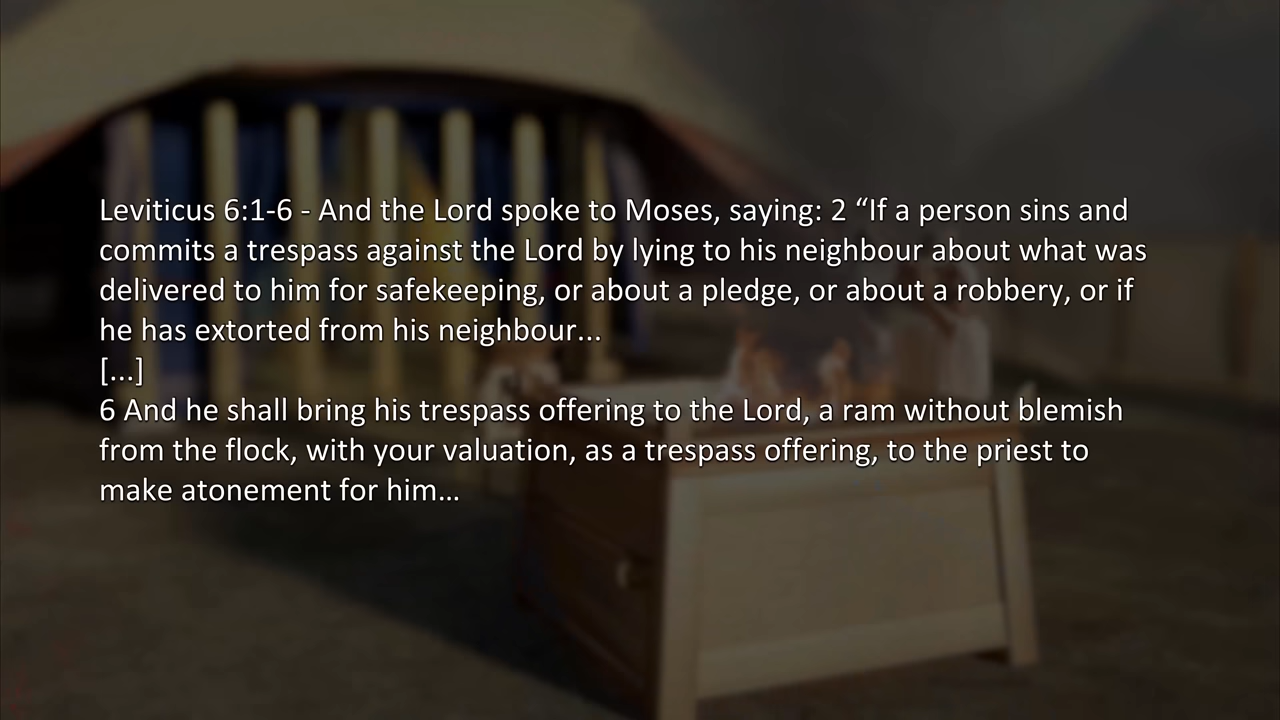 Leviticus 6:1-6 - And the Lord spoke to Moses, saying: 2 “If a person sins and
commits a trespass against the Lord by lying to his neighbour about what was
delivered to him for safekeeping, or about a pledge, or about a robbery, or if
he has extorted from his neighbour...
[...]
6 And he shall bring his trespass offering to the Lord, a ram without blemish
from the flock, with your valuation, as a trespass offering, to the priest to
make atonement for him...